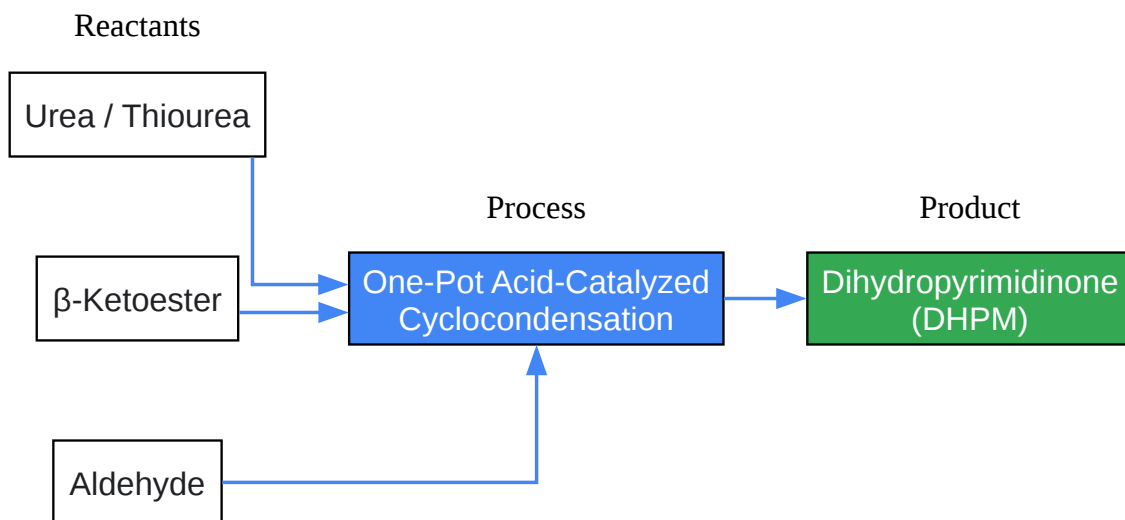 Reactants
Urea / Thiourea
Process
Product
β-Ketoester
One-Pot Acid-Catalyzed
Cyclocondensation
Dihydropyrimidinone
(DHPM)
Aldehyde